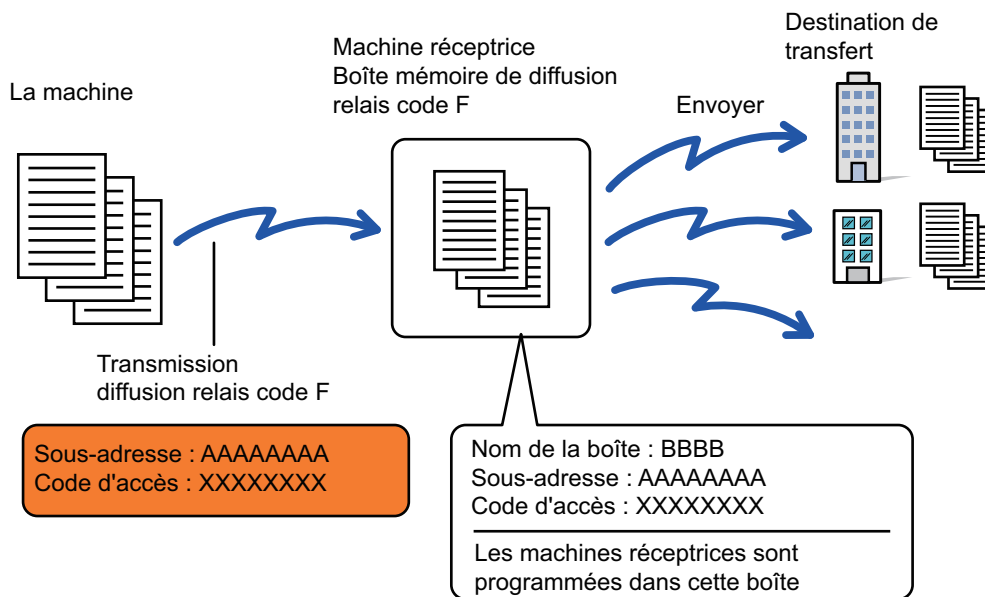 La machine
Machine réceptrice
Boîte mémoire de diffusion
relais code F
Envoyer
Destination de
transfert
Transmission
diffusion relais code F
Sous-adresse : AAAAAAAA
Code d'accès : XXXXXXXX
Nom de la boîte : BBBB
Sous-adresse : AAAAAAAA
Code d'accès : XXXXXXXX
Les machines réceptrices sont
programmées dans cette boîte